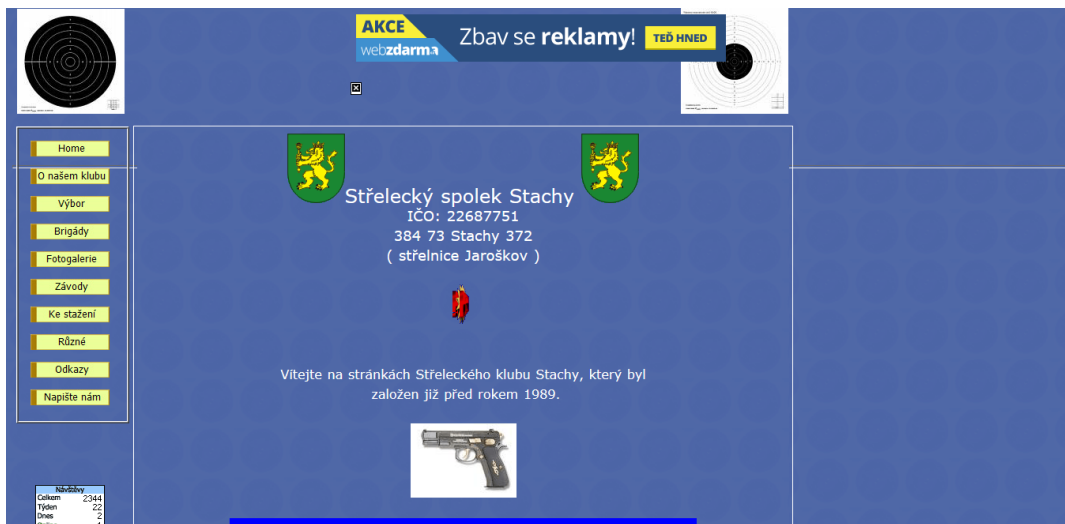 AKCE
webzdarma
Zbav se reklamy!
TEĎ HNED
Home
O našem klubu
Výbor
Brigády
Fotogalerie
Závody
Ke stažení
Různé
Odkazy
Napište nám
Střelecký spolek Stachy
IČO: 22687751
384 73 Stachy 372
( střelnice Jaroškov )
Vítejte na stránkách Střeleckého klubu Stachy, který byl
založen již před rokem 1989.
Návštěvy
Celkem 2344
Týden 22
Dnes 2